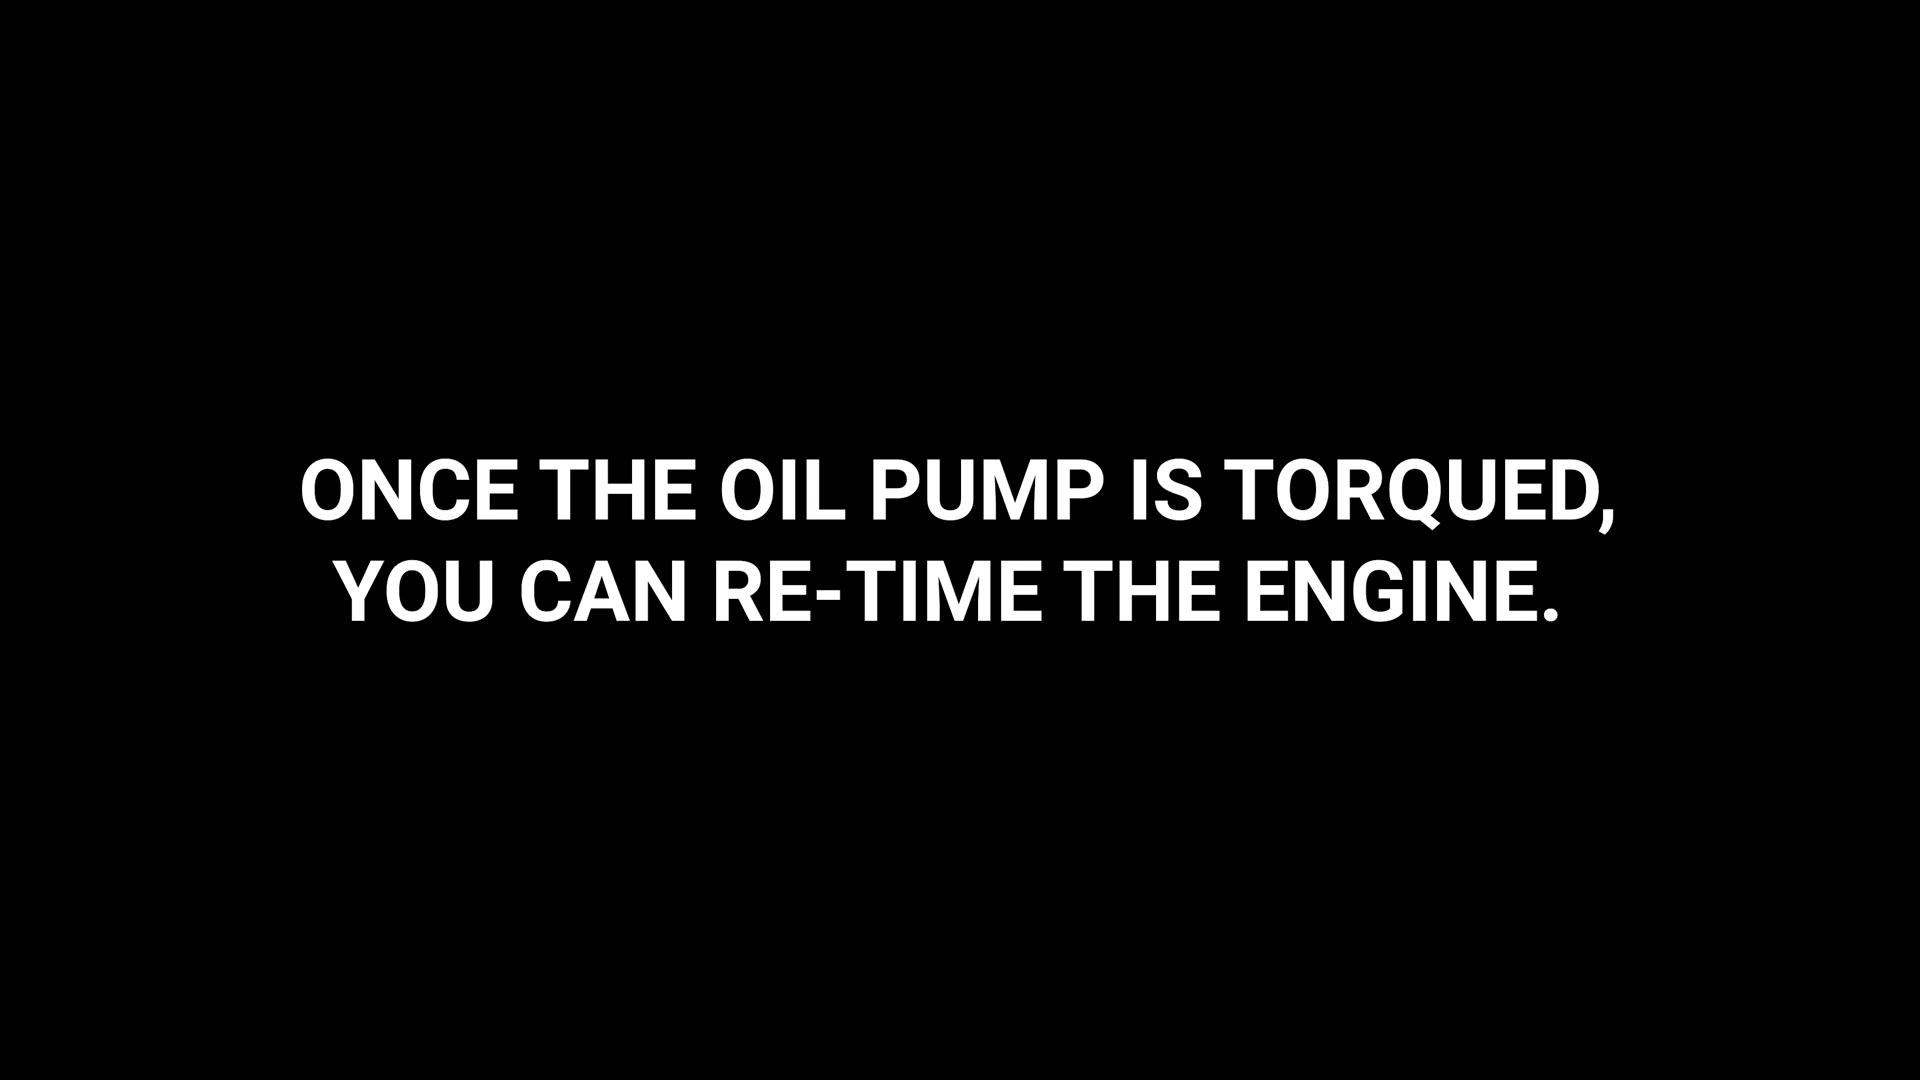 ONCE THE OIL PUMP IS TORQUED,
YOU CAN RE-TIME THE ENGINE.